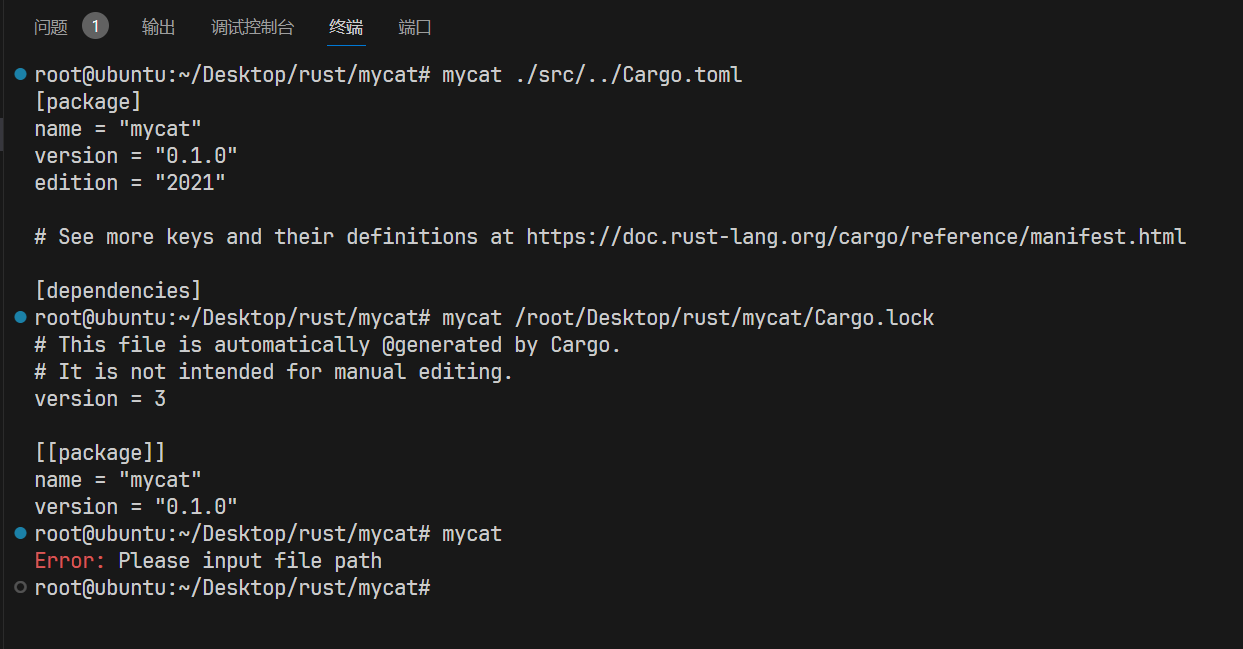 问题 1 输出 调试控制台 终端 端口
root@ubuntu:~/Desktop/rust/mycat# mycat ./src/../Cargo.toml
[package]
name = "mycat"
version = "0.1.0"
edition = "2021"

# See more keys and their definitions at https://doc.rust-lang.org/cargo/reference/manifest.html

[dependencies]
root@ubuntu:~/Desktop/rust/mycat# mycat /root/Desktop/rust/mycat/Cargo.lock
# This file is automatically @generated by Cargo.
# It is not intended for manual editing.
version = 3

[[package]]
name = "mycat"
version = "0.1.0"
root@ubuntu:~/Desktop/rust/mycat# mycat
Error: Please input file path
root@ubuntu:~/Desktop/rust/mycat#